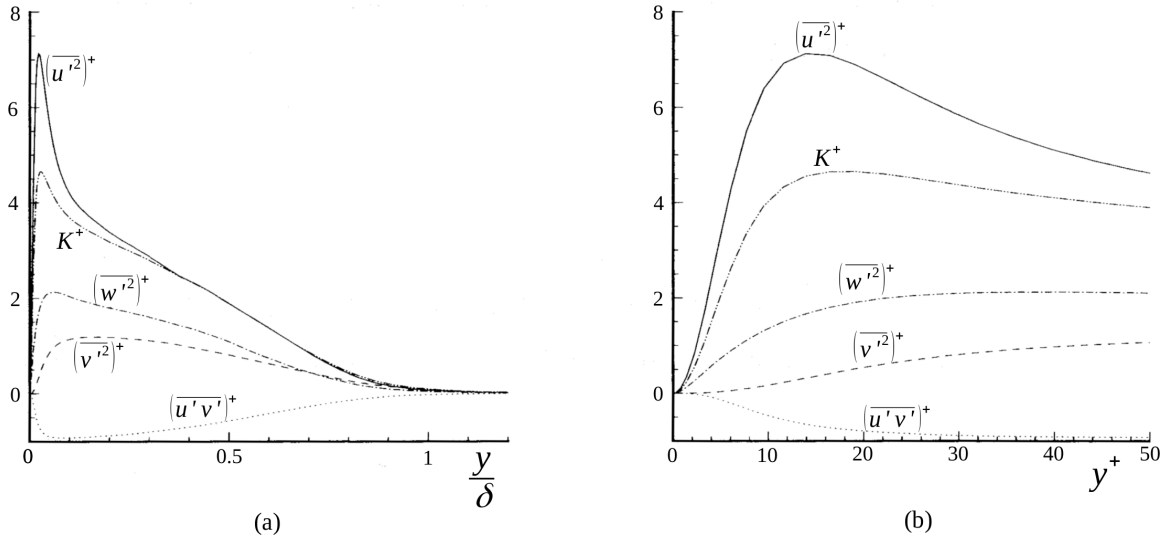 8
6
4
2
0
(u'²)⁺
K⁺
(w'²)⁺
(v'²)⁺
(u'v')⁺
0 0.5 1
y/δ
(a)
8
6
4
2
0
(u'²)⁺
K⁺
(w'²)⁺
(v'²)⁺
(u'v')⁺
0 10 20 30 40 50
y⁺
(b)